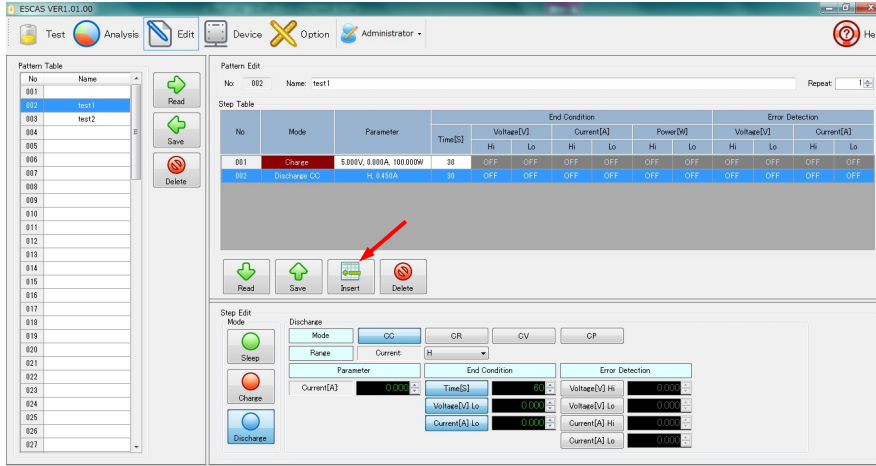 ESCAS VER1.01.00
Test Analysis Edit Device Option Administrator He
Pattern Table
No Name
001
002 test1
003 test2
004
005
006
007
008
009
010
011
012
013
014
015
016
017
018
019
020
021
022
023
024
025
026
027
Read
Save
Delete
Pattern Edit
No: 002 Name: test1 Repeat: 1
Step Table
No Mode Parameter End Condition Error Detection
Time[S] Voltage[V] Current[A] Power[W] Voltage[V] Current[A]
Hi Lo Hi Lo Hi Lo Hi Lo Hi Lo
001 Charge 5.000V, 0.800A, 100.000W 30 OFF OFF OFF OFF OFF OFF OFF OFF OFF OFF
002 Discharge CC H, 0.450A 30 OFF OFF OFF OFF OFF OFF OFF OFF OFF OFF
Read Save Insert Delete
Step Edit
Mode
Sleep
Charge
Discharge
Discharge
Mode CC CR CV CP
Range Current: H
Parameter End Condition Error Detection
Current[A]: 0.000 Time[S] 60 Voltage[V] Hi 0.000
Voltage[V] Lo 0.000 Voltage[V] Lo 0.000
Current[A] Lo 0.000 Current[A] Hi 0.000
Current[A] Lo 0.000